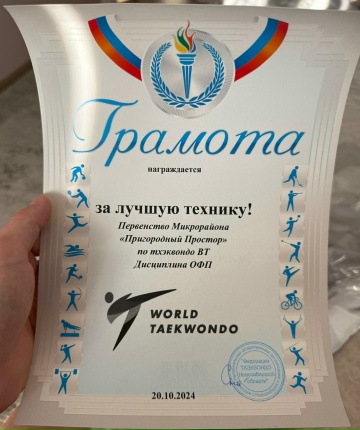 Грамота
награждается
за лучшую технику!
Первенство Микрорайона
«Пригородный Простор»
по тхэквондо ВТ
Дисциплина ОФП
WORLD
TAEKWONDO
20.10.2024